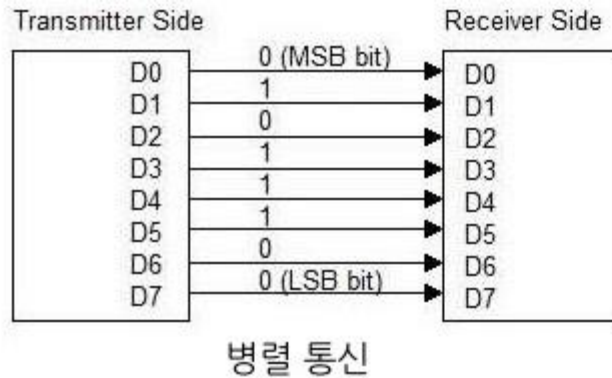 Transmitter Side
Receiver Side
D0 0 (MSB bit) D0
D1 1 D1
D2 0 D2
D3 1 D3
D4 1 D4
D5 1 D5
D6 0 D6
D7 0 (LSB bit) D7
병렬 통신